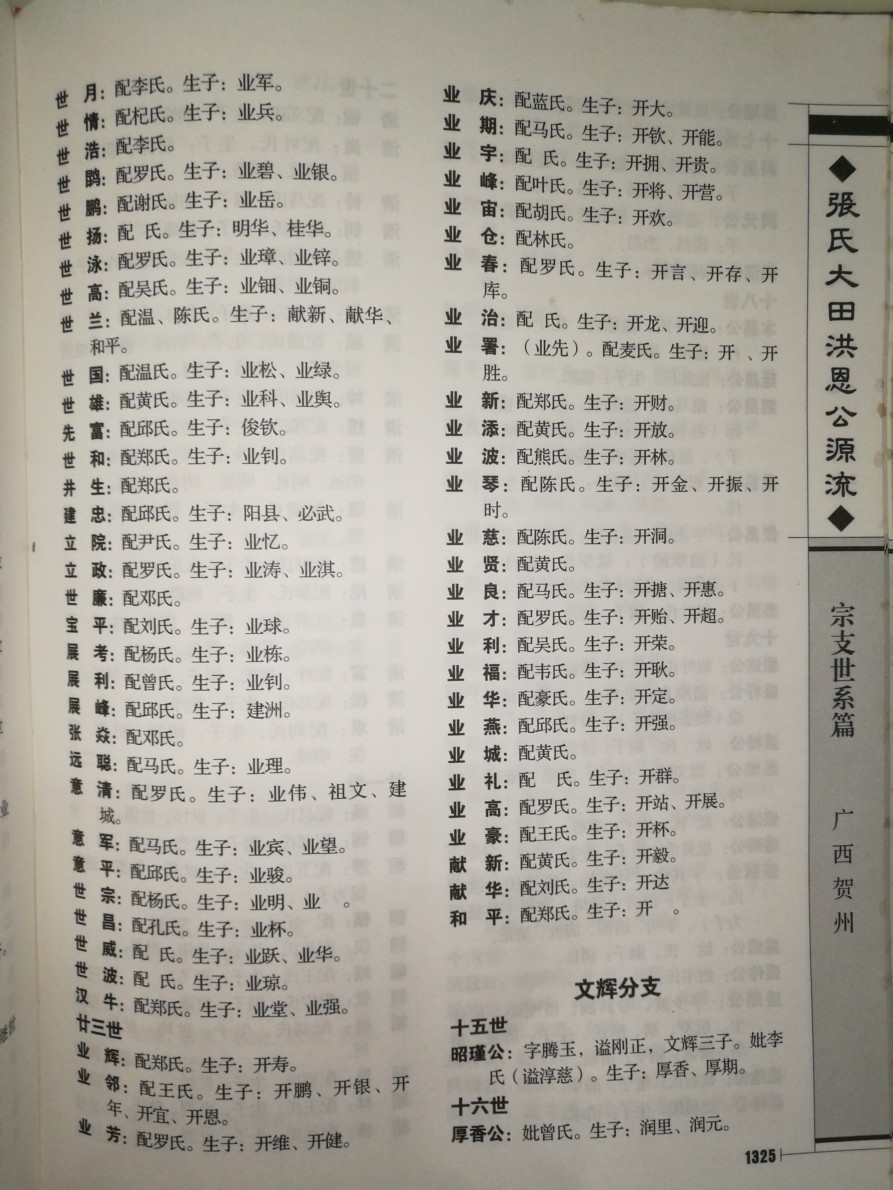 世 月：配李氏。生子：业军。
世 情：配杞氏。生子：业兵。
世 浩：配李氏。
世 鹍：配罗氏。生子：业碧、业银。
世 鹏：配谢氏。生子：业岳。
世 扬：配 氏。生子：明华、桂华。
世 泳：配罗氏。生子：业璋、业锌。
世 高：配吴氏。生子：业钿、业铜。
世 兰：配温、陈氏。生子：献新、献华、
和平。
世 国：配温氏。生子：业松、业绿。
世 雄：配黄氏。生子：业科、业舆。
先 富：配邱氏。生子：俊钦。
世 和：配郑氏。生子：业钊。
井 生：配郑氏。
建 忠：配邱氏。生子：阳县、必武。
立 院：配尹氏。生子：业忆。
立 政：配罗氏。生子：业涛、业淇。
世 廉：配邓氏。
宝 平：配刘氏。生子：业球。
展 考：配杨氏。生子：业栋。
展 利：配曾氏。生子：业钊。
展 峰：配邱氏。生子：建洲。
张 焱：配邓氏。
远 聪：配马氏。生子：业理。
意 清：配罗氏。生子：业伟、祖文、建
城。
意 军：配马氏。生子：业宾、业望。
意 平：配邱氏。生子：业骏。
世 宗：配杨氏。生子：业明、业 。
世 昌：配孔氏。生子：业杯。
世 威：配 氏。生子：业跃、业华。
世 波：配 氏。生子：业琼。
汉 牛：配郑氏。生子：业堂、业强。
廿三世
业 辉：配郑氏。生子：开寿。
业 邻：配王氏。生子：开鹏、开银、开
年、开宜、开恩。
业 芳：配罗氏。生子：开维、开健。
业 庆：配蓝氏。生子：开大。
业 期：配马氏。生子：开钦、开能。
业 宇：配 氏。生子：开拥、开贵。
业 峰：配叶氏。生子：开将、开营。
业 宙：配胡氏。生子：开欢。
业 仓：配林氏。
业 春：配罗氏。生子：开言、开存、开
库。
业 治：配 氏。生子：开龙、开迎。
业 署：（业先）。配麦氏。生子：开 、开
胜。
业 新：配郑氏。生子：开财。
业 添：配黄氏。生子：开放。
业 波：配熊氏。生子：开林。
业 琴：配陈氏。生子：开金、开振、开
时。
业 慈：配陈氏。生子：开洞。
业 贤：配黄氏。
业 良：配马氏。生子：开搪、开惠。
业 才：配罗氏。生子：开贻、开超。
业 利：配吴氏。生子：开荣。
业 福：配韦氏。生子：开耿。
业 华：配豪氏。生子：开定。
业 燕：配邱氏。生子：开强。
业 城：配黄氏。
业 礼：配 氏。生子：开群。
业 高：配罗氏。生子：开站、开展。
业 豪：配王氏。生子：开杯。
献 新：配黄氏。生子：开毅。
献 华：配刘氏。生子：开达
和 平：配郑氏。生子：开 。
文辉分支
十五世
昭瑾公：字腾玉，谥刚正，文辉三子。妣李
氏（谥淳慈）。生子：厚香、厚期。
十六世
厚香公：妣曾氏。生子：润里、润元。
1325
◆張氏大田洪恩公源流◆
宗支世系篇
广西贺州